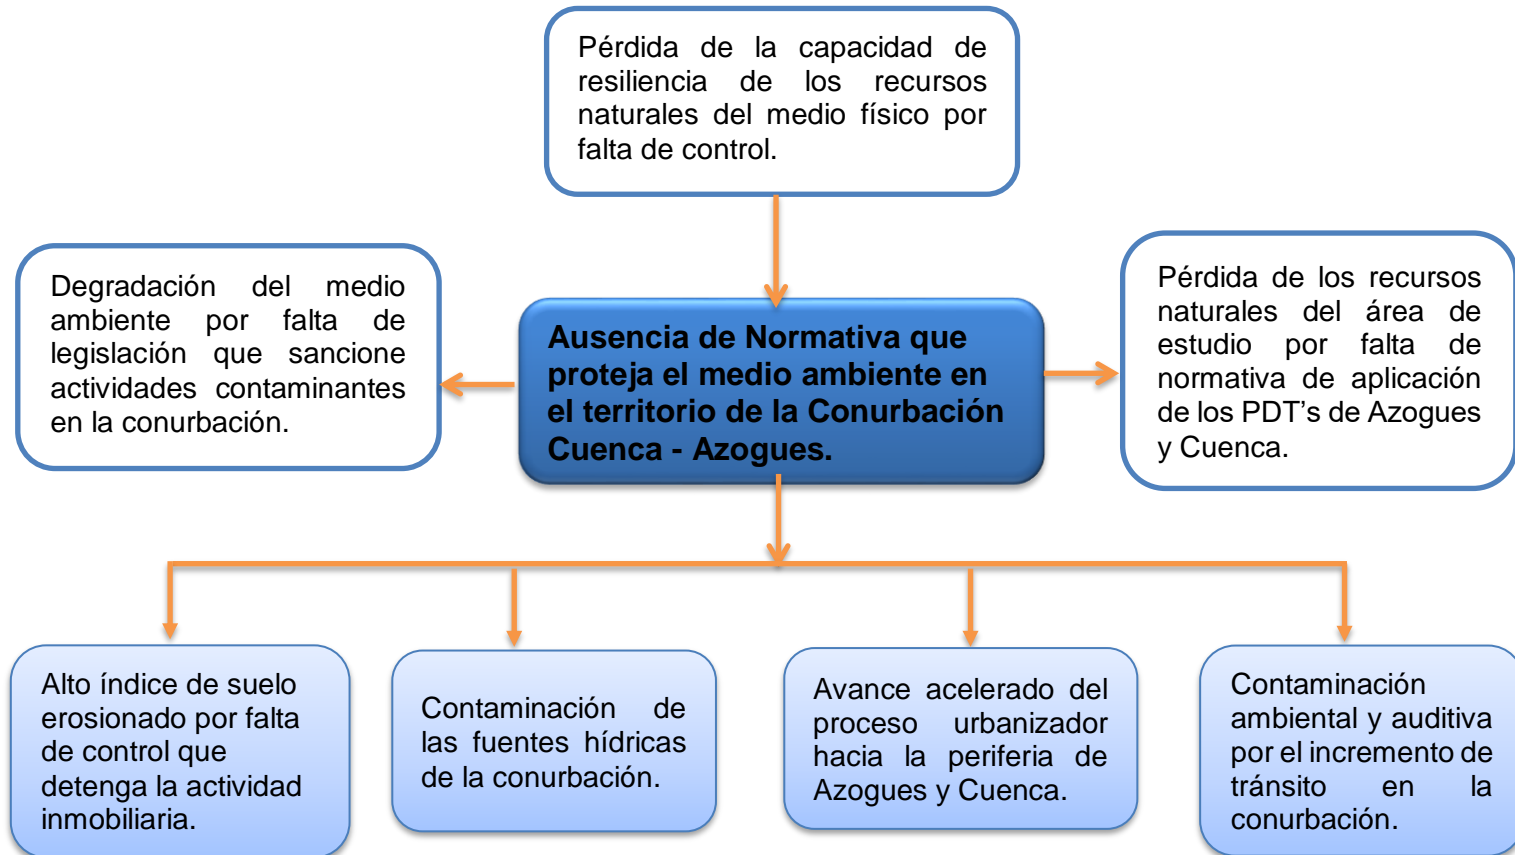 Pérdida de la capacidad de
resiliencia de los recursos
naturales del medio físico por
falta de control.
Degradación del medio
ambiente por falta de
legislación que sancione
actividades contaminantes
en la conurbación.
Ausencia de Normativa que
proteja el medio ambiente en
el territorio de la Conurbación
Cuenca - Azogues.
Pérdida de los recursos
naturales del área de
estudio por falta de
normativa de aplicación
de los PDT’s de Azogues
y Cuenca.
Alto índice de suelo
erosionado por falta
de control que
detenga la actividad
inmobiliaria.
Contaminación de
las fuentes hídricas
de la conurbación.
Avance acelerado del
proceso urbanizador
hacia la periferia de
Azogues y Cuenca.
Contaminación
ambiental y auditiva
por el incremento de
tránsito en la
conurbación.